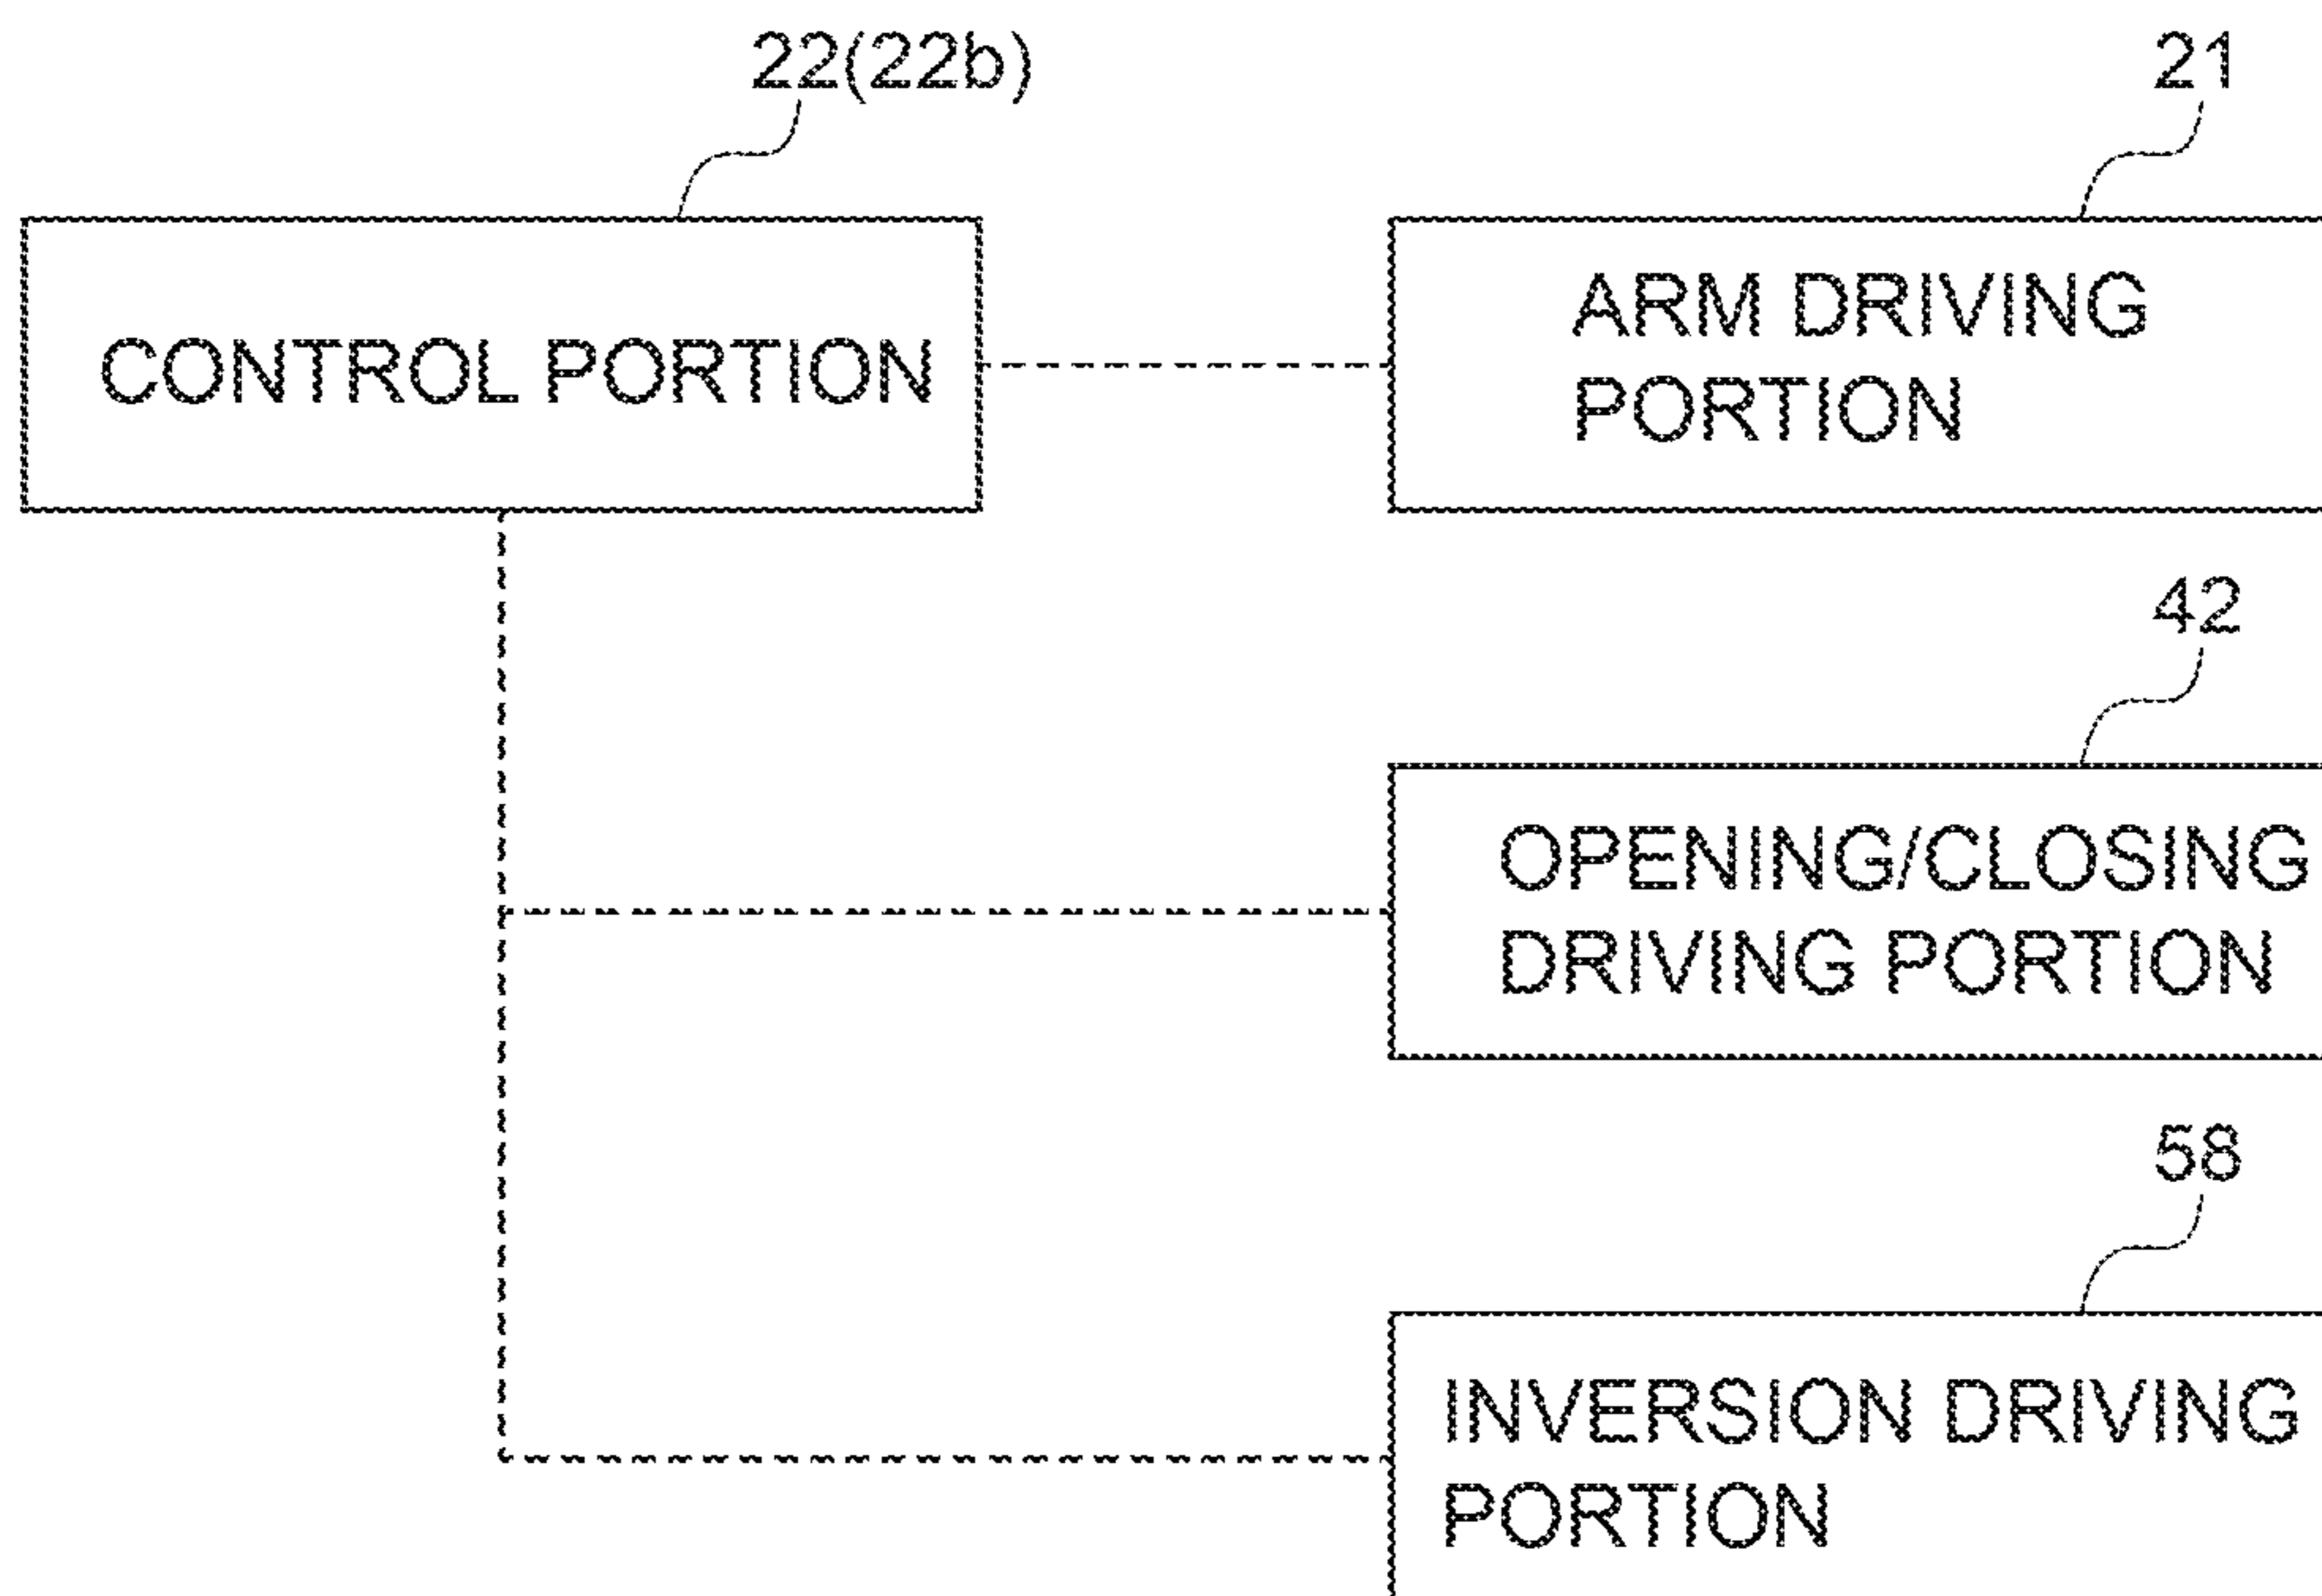 22(22b)
21
CONTROL PORTION
ARM DRIVING
PORTION
42
OPENING/CLOSING
DRIVING PORTION
58
INVERSION DRIVING
PORTION